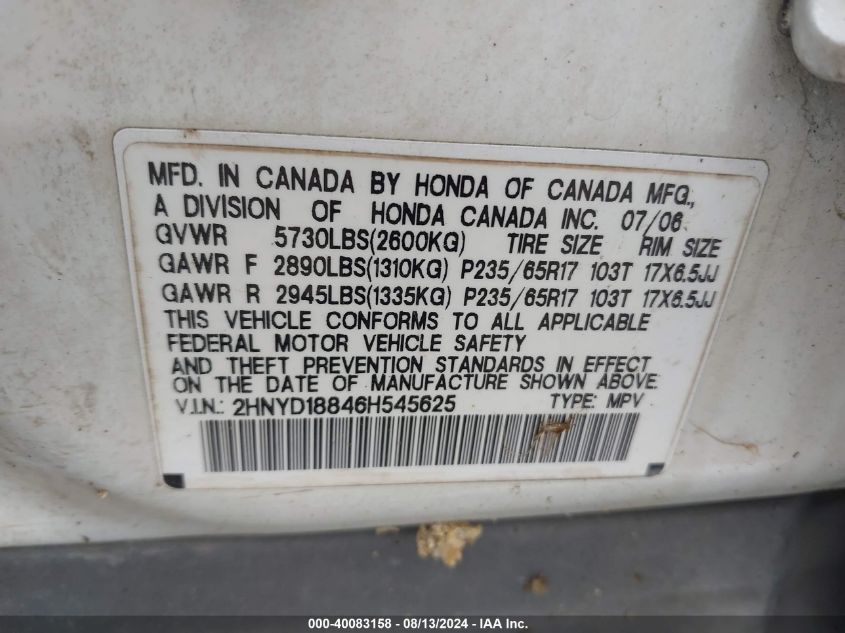 MFD. IN CANADA BY HONDA OF CANADA MFG.,
A DIVISION OF HONDA CANADA INC. 07/06
GVWR 5730LBS(2600KG) TIRE SIZE RIM SIZE
GAWR F 2890LBS(1310KG) P235/65R17 103T 17X6.5JJ
GAWR R 2945LBS(1335KG) P235/65R17 103T 17X6.5JJ
THIS VEHICLE CONFORMS TO ALL APPLICABLE
FEDERAL MOTOR VEHICLE SAFETY
AND THEFT PREVENTION STANDARDS IN EFFECT
ON THE DATE OF MANUFACTURE SHOWN ABOVE.
V.I.N.: 2HNYD18846H545625 TYPE: MPV
000-40083158 - 08/13/2024 - IAA Inc.